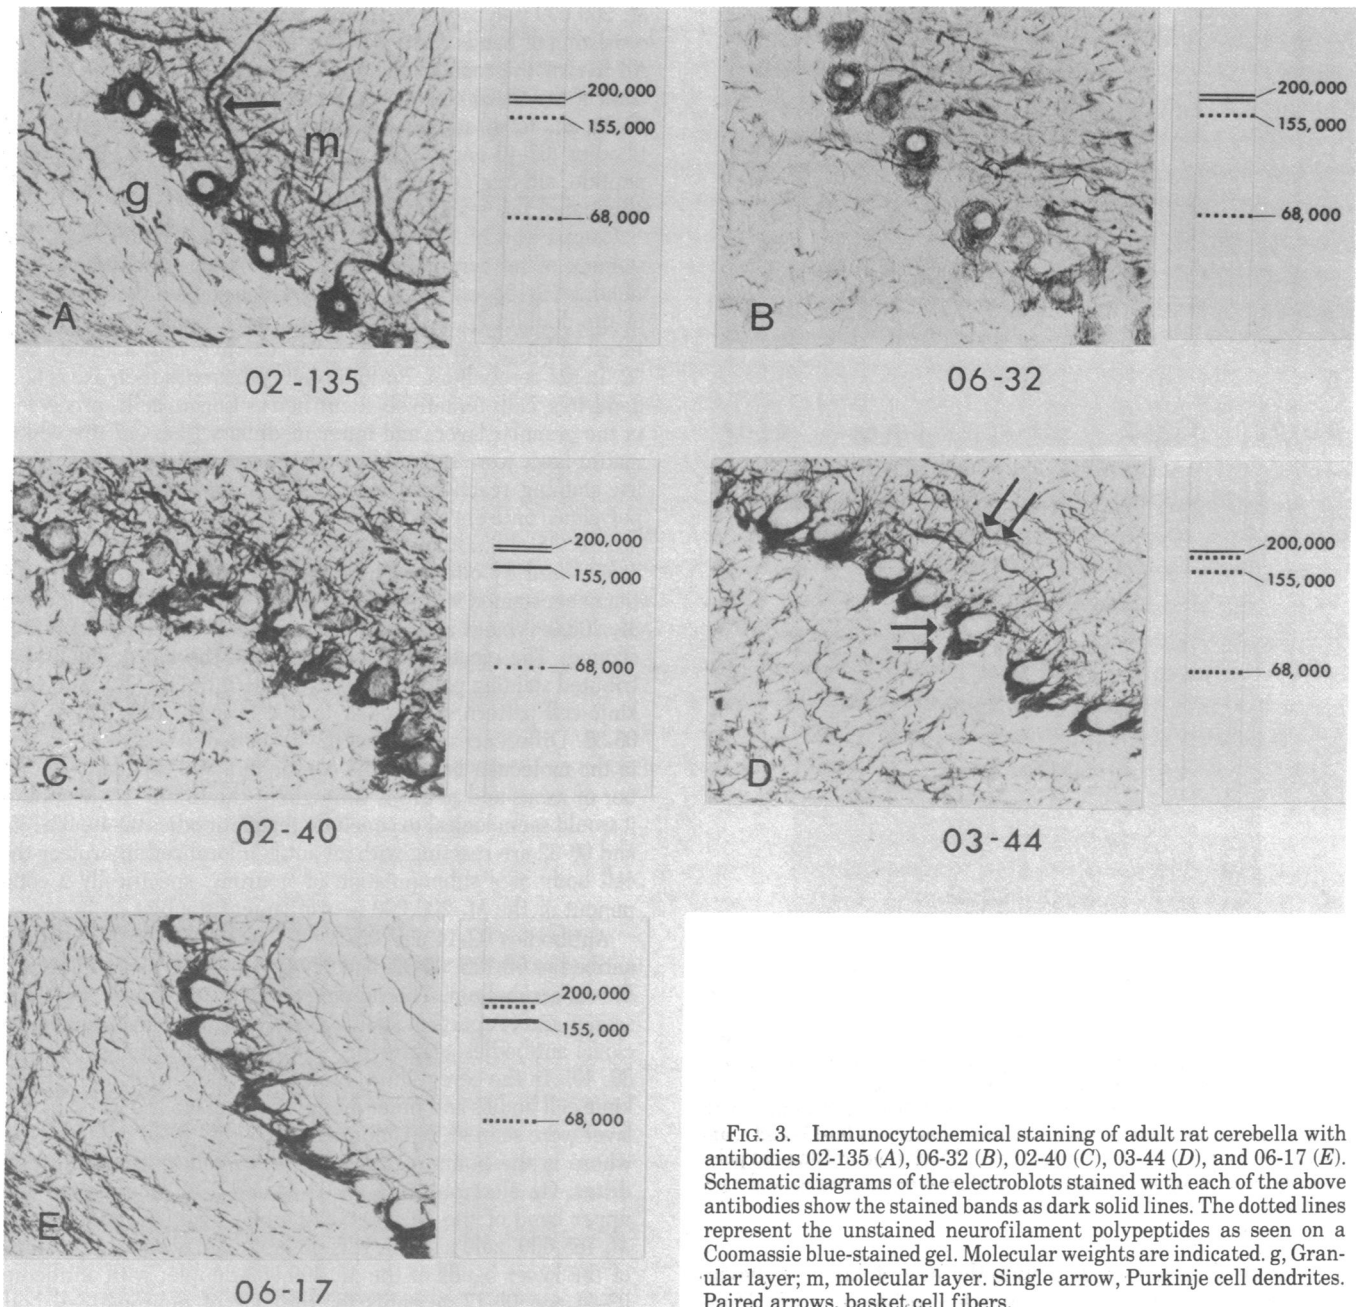 m
g
A
200,000
155,000
68,000
02-135
B
200,000
155,000
68,000
06-32
C
200,000
155,000
68,000
02-40
D
200,000
155,000
68,000
03-44
E
200,000
155,000
68,000
06-17
FIG. 3. Immunocytochemical staining of adult rat cerebella with
antibodies 02-135 (A), 06-32 (B), 02-40 (C), 03-44 (D), and 06-17 (E).
Schematic diagrams of the electroblots stained with each of the above
antibodies show the stained bands as dark solid lines. The dotted lines
represent the unstained neurofilament polypeptides as seen on a
Coomassie blue-stained gel. Molecular weights are indicated. g, Gran-
ular layer; m, molecular layer. Single arrow, Purkinje cell dendrites.
Paired arrows, basket cell fibers.